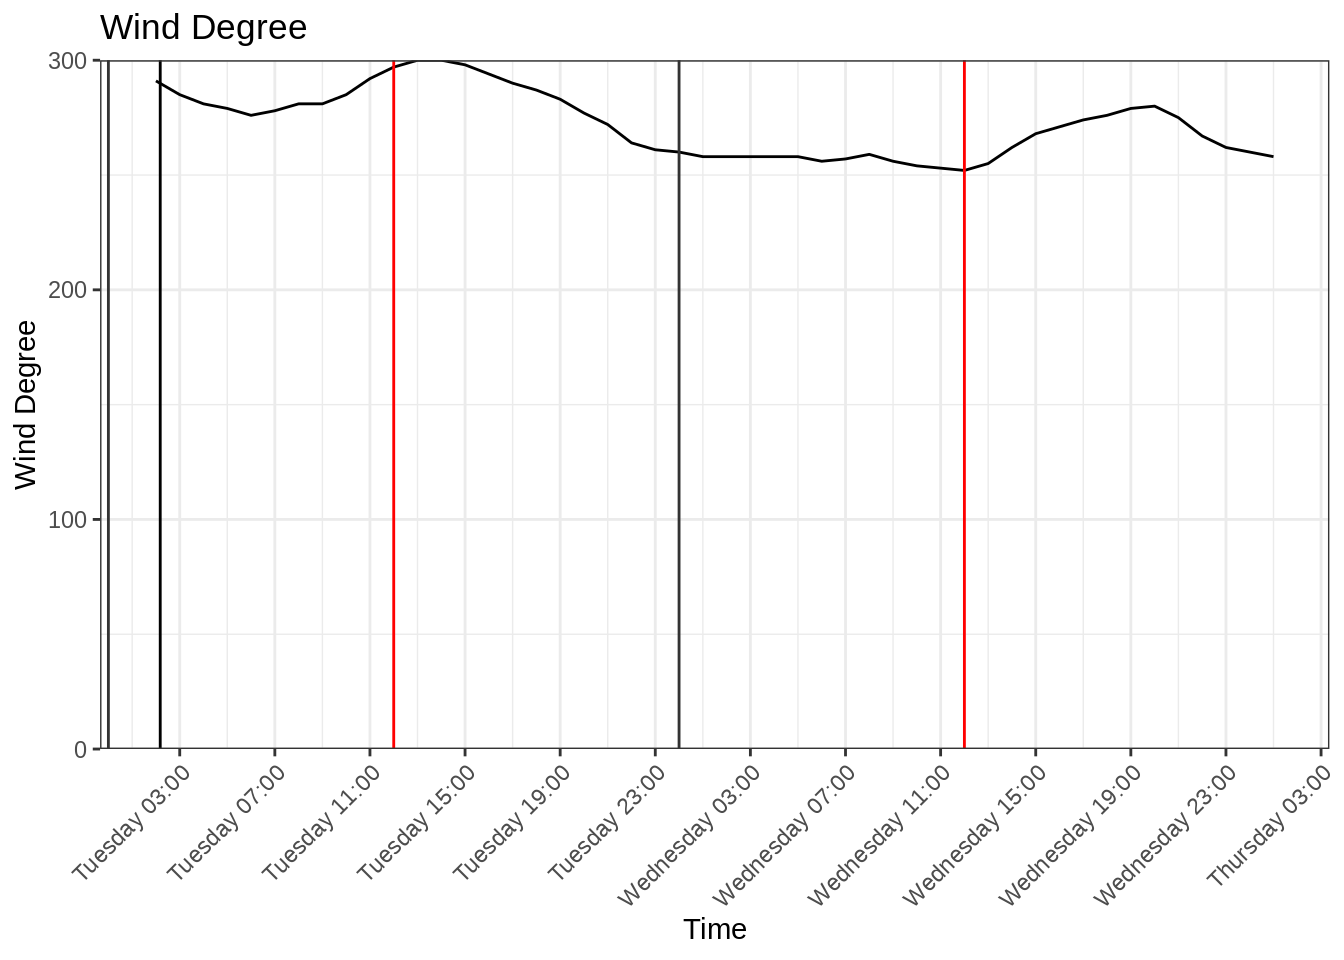 Wind Degree
300
200
100
0
Wind Degree
Tuesday 03:00
Tuesday 07:00
Tuesday 11:00
Tuesday 15:00
Tuesday 19:00
Tuesday 23:00
Wednesday 03:00
Wednesday 07:00
Wednesday 11:00
Wednesday 15:00
Wednesday 19:00
Wednesday 23:00
Thursday 03:00
Time